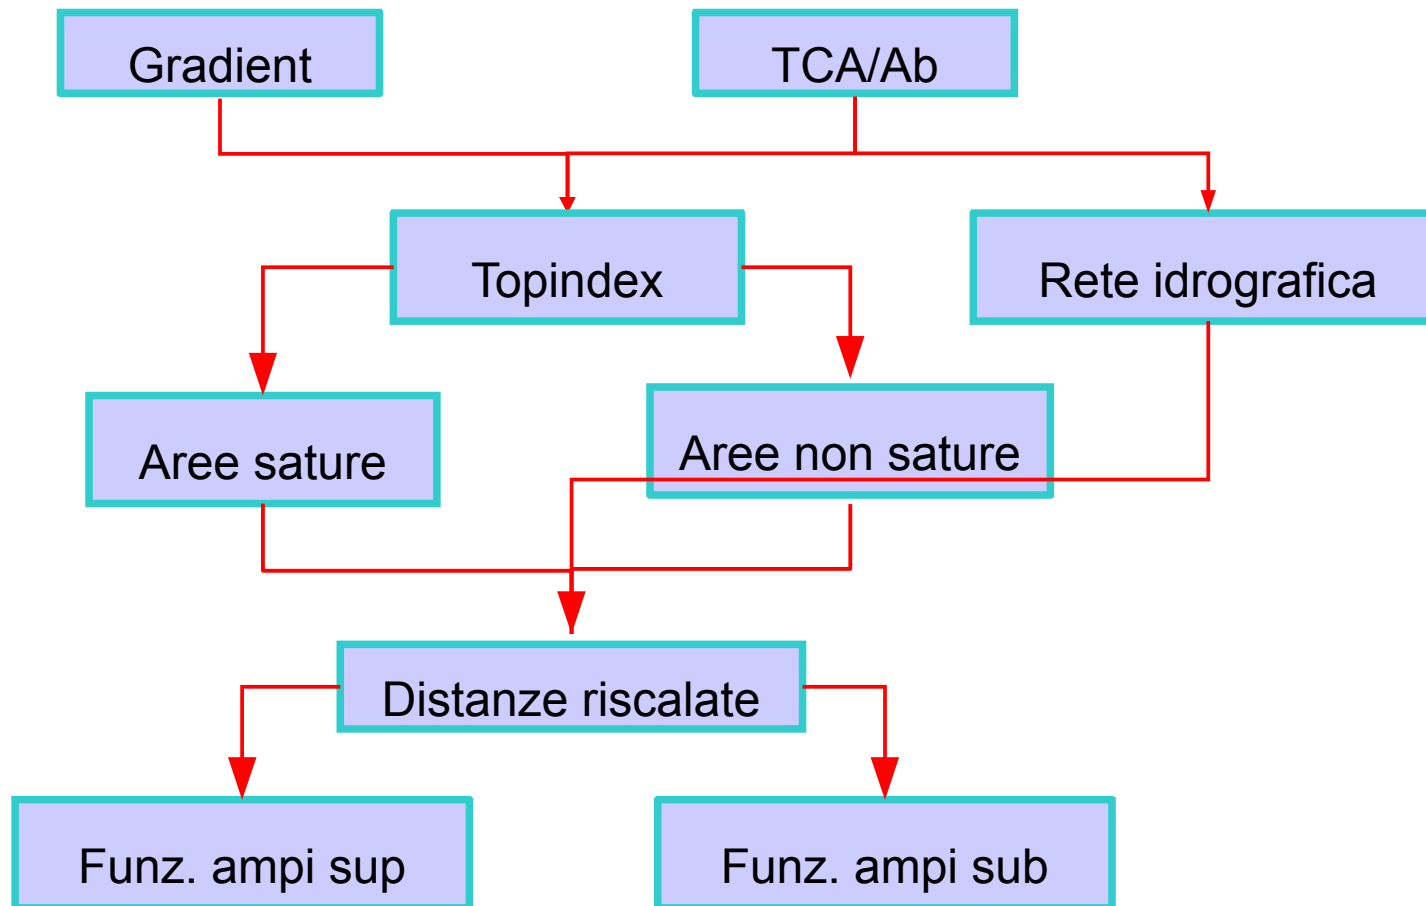 Gradient
TCA/Ab
Topindex
Rete idrografica
Aree sature
Aree non sature
Distanze riscalate
Funz. ampi sup
Funz. ampi sub